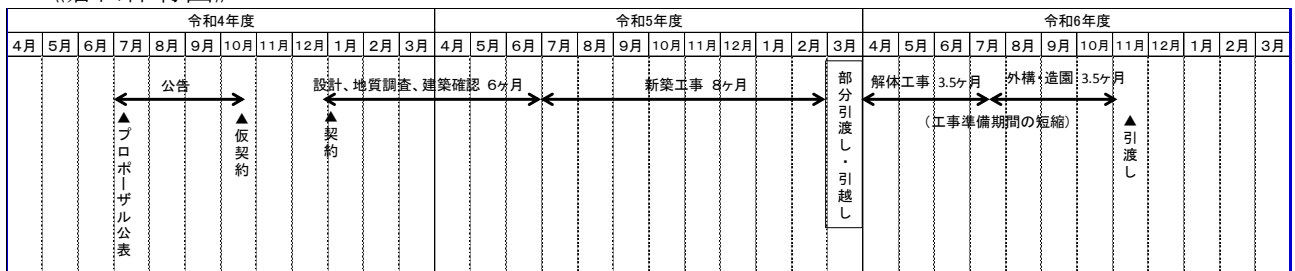 令和4年度 令和5年度 令和6年度
4月 5月 6月 7月 8月 9月 10月 11月 12月 1月 2月 3月 4月 5月 6月 7月 8月 9月 10月 11月 12月 1月 2月 3月 4月 5月 6月 7月 8月 9月 10月 11月 12月 1月 2月 3月
公告
設計、地質調査、建築確認 6ヶ月
新築工事 8ヶ月
部分引渡し・引越し
解体工事 3.5ヶ月
外構・造園 3.5ヶ月
(工事準備期間の短縮)
▲プロポーザル公表
▲仮契約
▲契約
▲引渡し